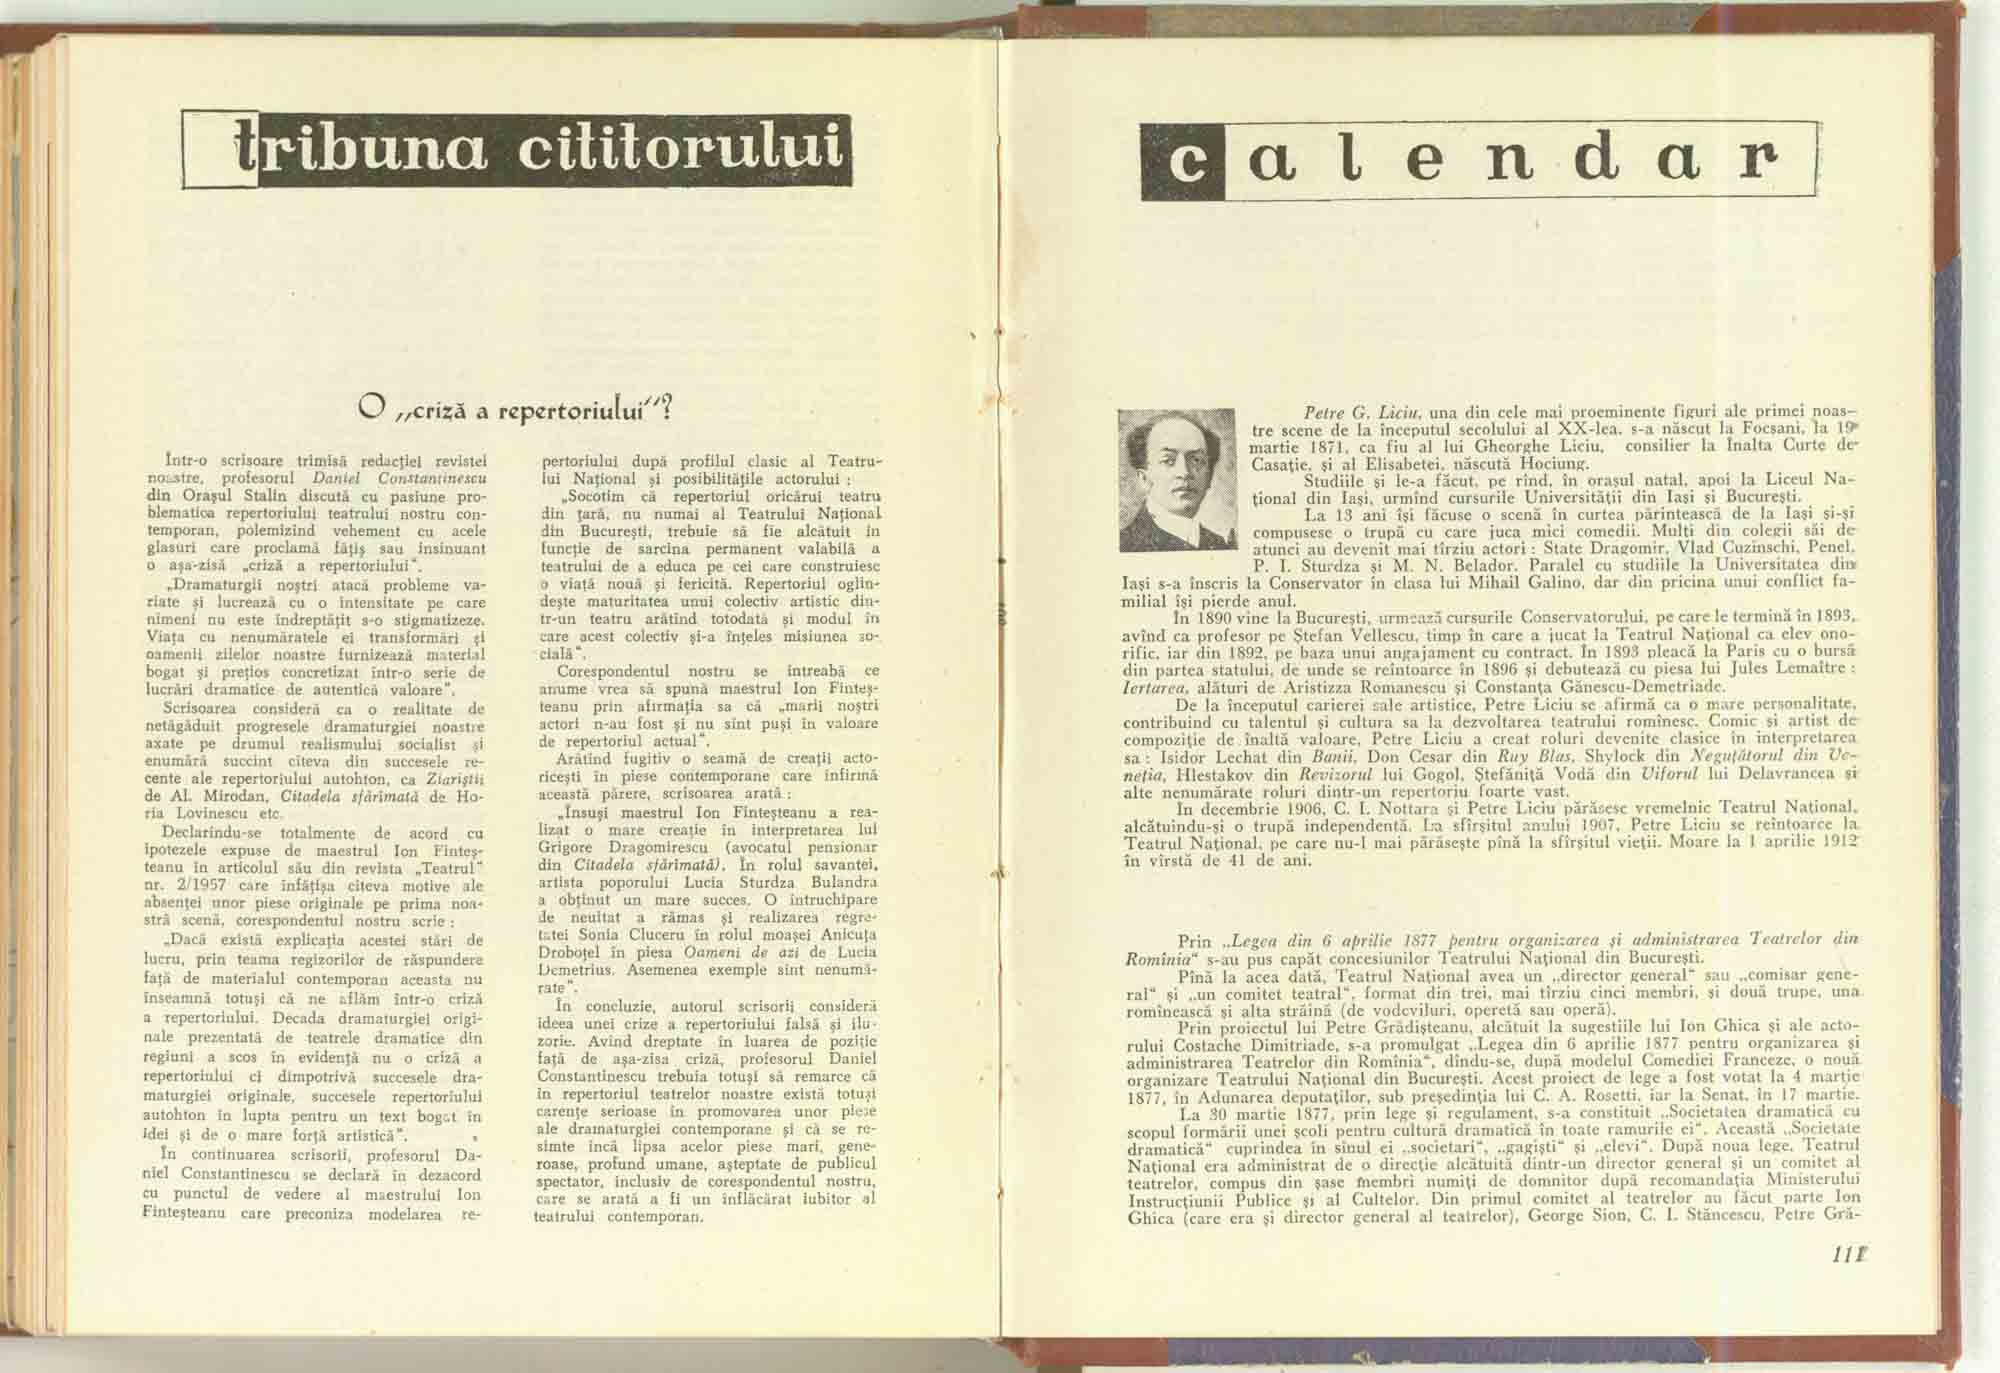 tribuna cititorului
O „criză a repertoriului"?
Într-o scrisoare trimisă redacției revistei
noastre, profesorul Daniel Constantinescu
din Orașul Stalin discută cu pasiune pro-
blematica repertoriului teatrului nostru con-
temporan, polemizînd vehement cu acele
glasuri care proclamă fățiș sau insinuant
o așa-zisă „criză a repertoriului“.
„Dramaturgii noștri atacă probleme va-
riate și lucrează cu o intensitate pe care
nimeni nu este îndreptățit s-o stigmatizeze.
Viața cu nenumăratele ei transformări și
oamenii zilelor noastre furnizează material
bogat și prețios concretizat într-o serie de
lucrări dramatice de autentică valoare“.
Scrisoarea consideră ca o realitate de
netăgăduit progresele dramaturgiei noastre
axate pe drumul realismului socialist și
enumără succint cîteva din succesele re-
cente ale repertoriului autohton, ca Ziariștii
de Al. Mirodan, Citadela sfărîmată de Ho-
ria Lovinescu etc.
Declarîndu-se totalmente de acord cu
ipotezele expuse de maestrul Ion Finteș-
teanu în articolul său din revista „Teatrul“
nr. 2/1957 care înfățișa cîteva motive ale
absenței unor piese originale pe prima noa-
stră scenă, corespondentul nostru scrie :
„Dacă există explicația acestei stări de
lucru, prin teama regizorilor de răspundere
față de materialul contemporan aceasta nu
înseamnă totuși că ne aflăm într-o criză
a repertoriului. Decada dramaturgiei origi-
nale prezentată de teatrele dramatice din
regiuni a scos în evidență nu o criză a
repertoriului ci dimpotrivă succesele dra-
maturgiei originale, succesele repertoriului
autohton în lupta pentru un text bogat în
idei și de o mare forță artistică“.
În continuarea scrisorii, profesorul Da-
niel Constantinescu se declară în dezacord
cu punctul de vedere al maestrului Ion
Finteșteanu care preconiza modelarea re-
pertoriului după profilul clasic al Teatru-
lui Național și posibilitățile actorului :
„Socotim că repertoriul oricărui teatru
din țară, nu numai al Teatrului Național
din București, trebuie să fie alcătuit în
funcție de sarcina permanent valabilă a
teatrului de a educa pe cei care construiesc
o viață nouă și fericită. Repertoriul oglin-
dește maturitatea unui colectiv artistic din-
tr-un teatru arătînd totodată și modul în
care acest colectiv și-a înțeles misiunea so-
cială“.
Corespondentul nostru se întreabă ce
anume vrea să spună maestrul Ion Finteș-
teanu prin afirmația sa că „marii noștri
actori n-au fost și nu sînt puși în valoare
de repertoriul actual“.
Arătînd fugitiv o seamă de creații acto-
ricești în piese contemporane care infirmă
această părere, scrisoarea arată :
„Însuși maestrul Ion Finteșteanu a rea-
lizat o mare creație în interpretarea lui
Grigore Dragomirescu (avocatul pensionar
din Citadela sfărîmată). În rolul savantei,
artista poporului Lucia Sturdza Bulandra
a obținut un mare succes. O întruchipare
de neuitat a rămas și realizarea regre-
tatei Sonia Cluceru în rolul moașei Anicuța
Droboțel în piesa Oameni de azi de Lucia
Demetrius. Asemenea exemple sînt nenumă-
rate“.
În concluzie, autorul scrisorii consideră
ideea unei crize a repertoriului falsă și ilu-
zorie. Avînd dreptate în luarea de poziție
față de așa-zisa criză, profesorul Daniel
Constantinescu trebuia totuși să remarce că
în repertoriul teatrelor noastre există totuși
carențe serioase în promovarea unor piese
ale dramaturgiei contemporane și că se re-
simte încă lipsa acelor piese mari, gene-
roase, profund umane, așteptate de publicul
spectator, inclusiv de corespondentul nostru,
care se arată a fi un înflăcărat iubitor al
teatrului contemporan.
calendar
Petre G. Liciu, una din cele mai proeminente figuri ale primei noas-
tre scene de la începutul secolului al XX-lea, s-a născut la Focșani, la 19
martie 1871, ca fiu al lui Gheorghe Liciu, consilier la Înalta Curte de
Casație, și al Elisabetei, născută Hociung.
Studiile și le-a făcut, pe rînd, în orașul natal, apoi la Liceul Na-
țional din Iași, urmînd cursurile Universității din Iași și București.
La 13 ani își făcuse o scenă în curtea părintească de la Iași și-și
compusese o trupă cu care juca mici comedii. Mulți din colegii săi de
atunci au devenit mai tîrziu actori : State Dragomir, Vlad Cuzinschi, Penel,
P. I. Sturdza și M. N. Belador. Paralel cu studiile la Universitatea din
Iași s-a înscris la Conservator în clasa lui Mihail Galino, dar din pricina unui conflict fa-
milial își pierde anul.
În 1890 vine la București, urmează cursurile Conservatorului, pe care le termină în 1893,
avînd ca profesor pe Ștefan Vellescu, timp în care a jucat la Teatrul Național ca elev ono-
rific, iar din 1892, pe baza unui angajament cu contract. În 1893 pleacă la Paris cu o bursă
din partea statului, de unde se reîntoarce în 1896 și debutează cu piesa lui Jules Lemaître :
Iertarea, alături de Aristizza Romanescu și Constanța Gănescu-Demetriade.
De la începutul carierei sale artistice, Petre Liciu se afirmă ca o mare personalitate,
contribuind cu talentul și cultura sa la dezvoltarea teatrului romînesc. Comic și artist de
compoziție de înaltă valoare, Petre Liciu a creat roluri devenite clasice în interpretarea
sa : Isidor Lechat din Banii, Don Cesar din Ruy Blas, Shylock din Neguțătorul din Ve-
neția, Hlestakov din Revizorul lui Gogol, Ștefăniță Vodă din Viforul lui Delavrancea și
alte nenumărate roluri dintr-un repertoriu foarte vast.
În decembrie 1906, C. I. Nottara și Petre Liciu părăsesc vremelnic Teatrul Național,
alcătuindu-și o trupă independentă. La sfîrșitul anului 1907, Petre Liciu se reîntoarce la
Teatrul Național, pe care nu-l mai părăsește pînă la sfîrșitul vieții. Moare la 1 aprilie 1912
în vîrstă de 41 de ani.
Prin „Legea din 6 aprilie 1877 pentru organizarea și administrarea Teatrelor din
Romînia“ s-au pus capăt concesiunilor Teatrului Național din București.
Pînă la acea dată, Teatrul Național avea un „director general“ sau „comisar gene-
ral“ și „un comitet teatral“, format din trei, mai tîrziu cinci membri, și două trupe, una
romînească și alta străină (de vodeviluri, operetă sau operă).
Prin proiectul lui Petre Grădișteanu, alcătuit la sugestiile lui Ion Ghica și ale acto-
rului Costache Dimitriade, s-a promulgat „Legea din 6 aprilie 1877 pentru organizarea și
administrarea Teatrelor din Romînia“, dîndu-se, după modelul Comediei Franceze, o nouă
organizare Teatrului Național din București. Acest proiect de lege a fost votat la 4 martie
1877, în Adunarea deputaților, sub președinția lui C. A. Rosetti, iar la Senat, în 17 martie.
La 30 martie 1877, prin lege și regulament, s-a constituit „Societatea dramatică cu
scopul formării unei școli pentru cultură dramatică în toate ramurile ei“. Această „Societate
dramatică“ cuprindea în sînul ei „societari“, „gagiști“ și „elevi“. După noua lege, Teatrul
Național era administrat de o direcție alcătuită dintr-un director general și un comitet al
teatrelor, compus din șase membri numiți de domnitor după recomandația Ministerului
Instrucțiunii Publice și al Cultelor. Din primul comitet al teatrelor au făcut parte Ion
Ghica (care era și director general al teatrelor), George Sion, C. I. Stăncescu, Petre Gră-
111